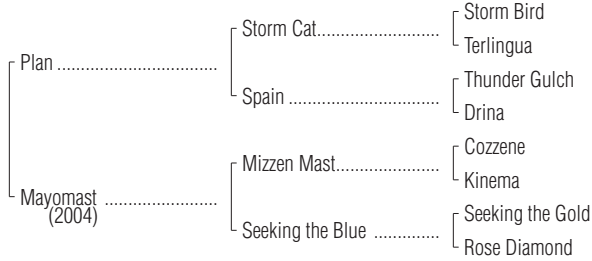 Storm Bird
Storm Cat..........................
Terlingua
Plan ..................................
Thunder Gulch
Spain ................................
Drina
Cozzene
Mizzen Mast......................
Kinema
Mayomast ........................
(2004)
Seeking the Gold
Seeking the Blue ..............
Rose Diamond